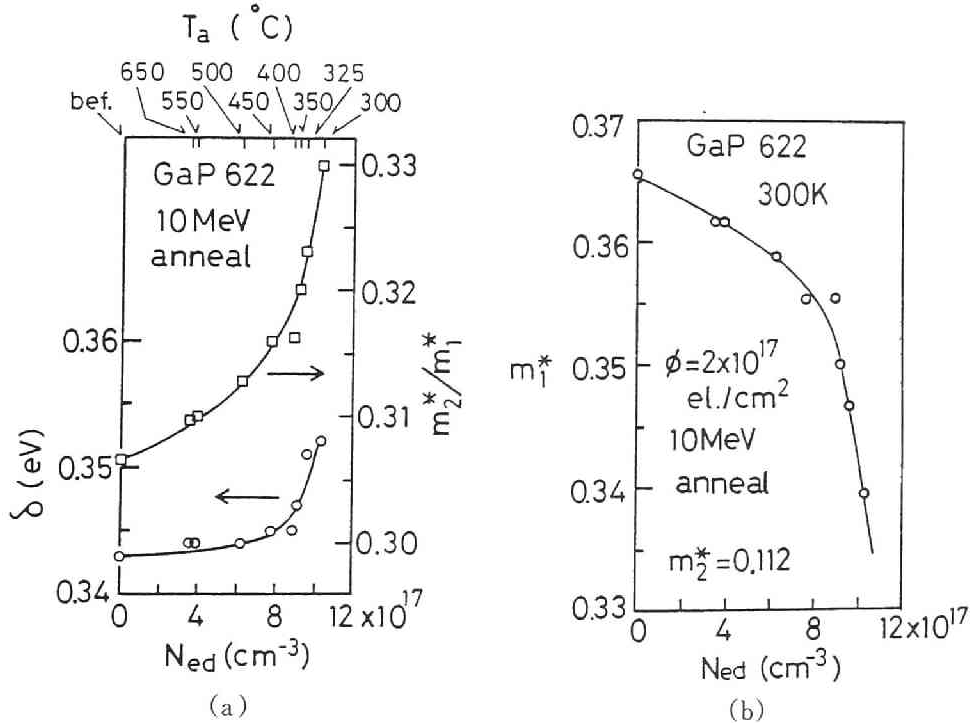 Ta ( °C)
650 500 400 325
bef. 550 450 350 300
GaP 622
10 MeV
anneal
0.36
0.35
0.34
δ (eV)
0.33
0.32
0.31
0.30
m2*/m1*
0 4 8 12x10^17
Ned (cm^-3)
(a)
0.37
0.36
0.35
0.34
0.33
m1*
GaP 622
300K
ϕ=2x10^17
el./cm^2
10MeV
anneal
m2*=0.112
0 4 8 12x10^17
Ned (cm^-3)
(b)